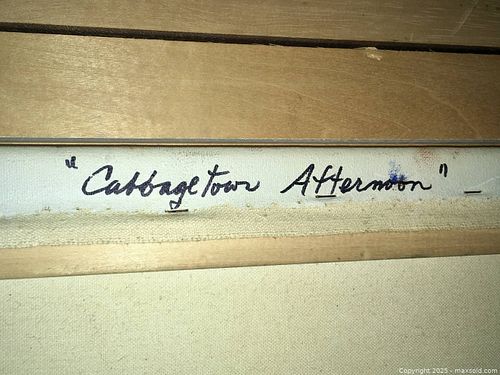 "Cabbagetown Afternoon"
Copyright 2025 - maxsold.com